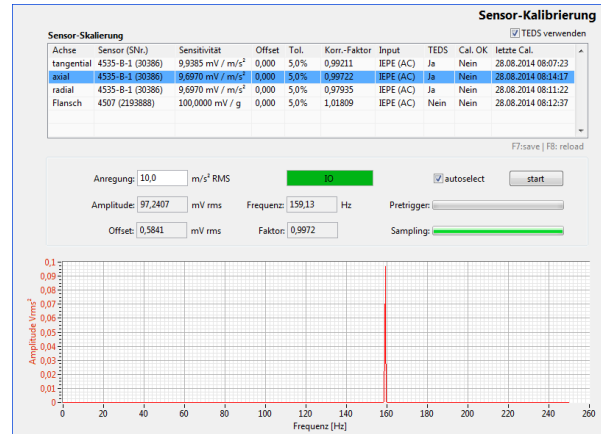 Sensor-Kalibrierung
Sensor-Skalierung
TEDS verwenden
Achse Sensor (SNr.) Sensitivität Offset Tol. Korr.-Faktor Input TEDS Cal. OK letzte Cal.
tangential 4535-B-1 (30386) 9,9385 mV / m/s² 0,000 5,0% 0,99211 IEPE (AC) Ja Nein 28.08.2014 08:07:23
axial 4535-B-1 (30386) 9,6970 mV / m/s² 0,000 5,0% 0,99722 IEPE (AC) Ja Nein 28.08.2014 08:14:17
radial 4535-B-1 (30386) 9,6970 mV / m/s² 0,000 5,0% 0,97935 IEPE (AC) Ja Nein 28.08.2014 08:11:22
Flansch 4507 (2193888) 100,0000 mV / g 0,000 5,0% 1,01809 IEPE (AC) Nein Nein 28.08.2014 08:12:37
F7:save | F8: reload
Anregung: 10,0 m/s² RMS IO autoselect start
Amplitude: 97,2407 mV rms Frequenz: 159,13 Hz Pretrigger:
Offset: 0,5841 mV rms Faktor: 0,9972 Sampling:
Amplitude Vrms²
0,1
0,09
0,08
0,07
0,06
0,05
0,04
0,03
0,02
0,01
0
0 20 40 60 80 100 120 140 160 180 200 220 240 260
Frequenz [Hz]